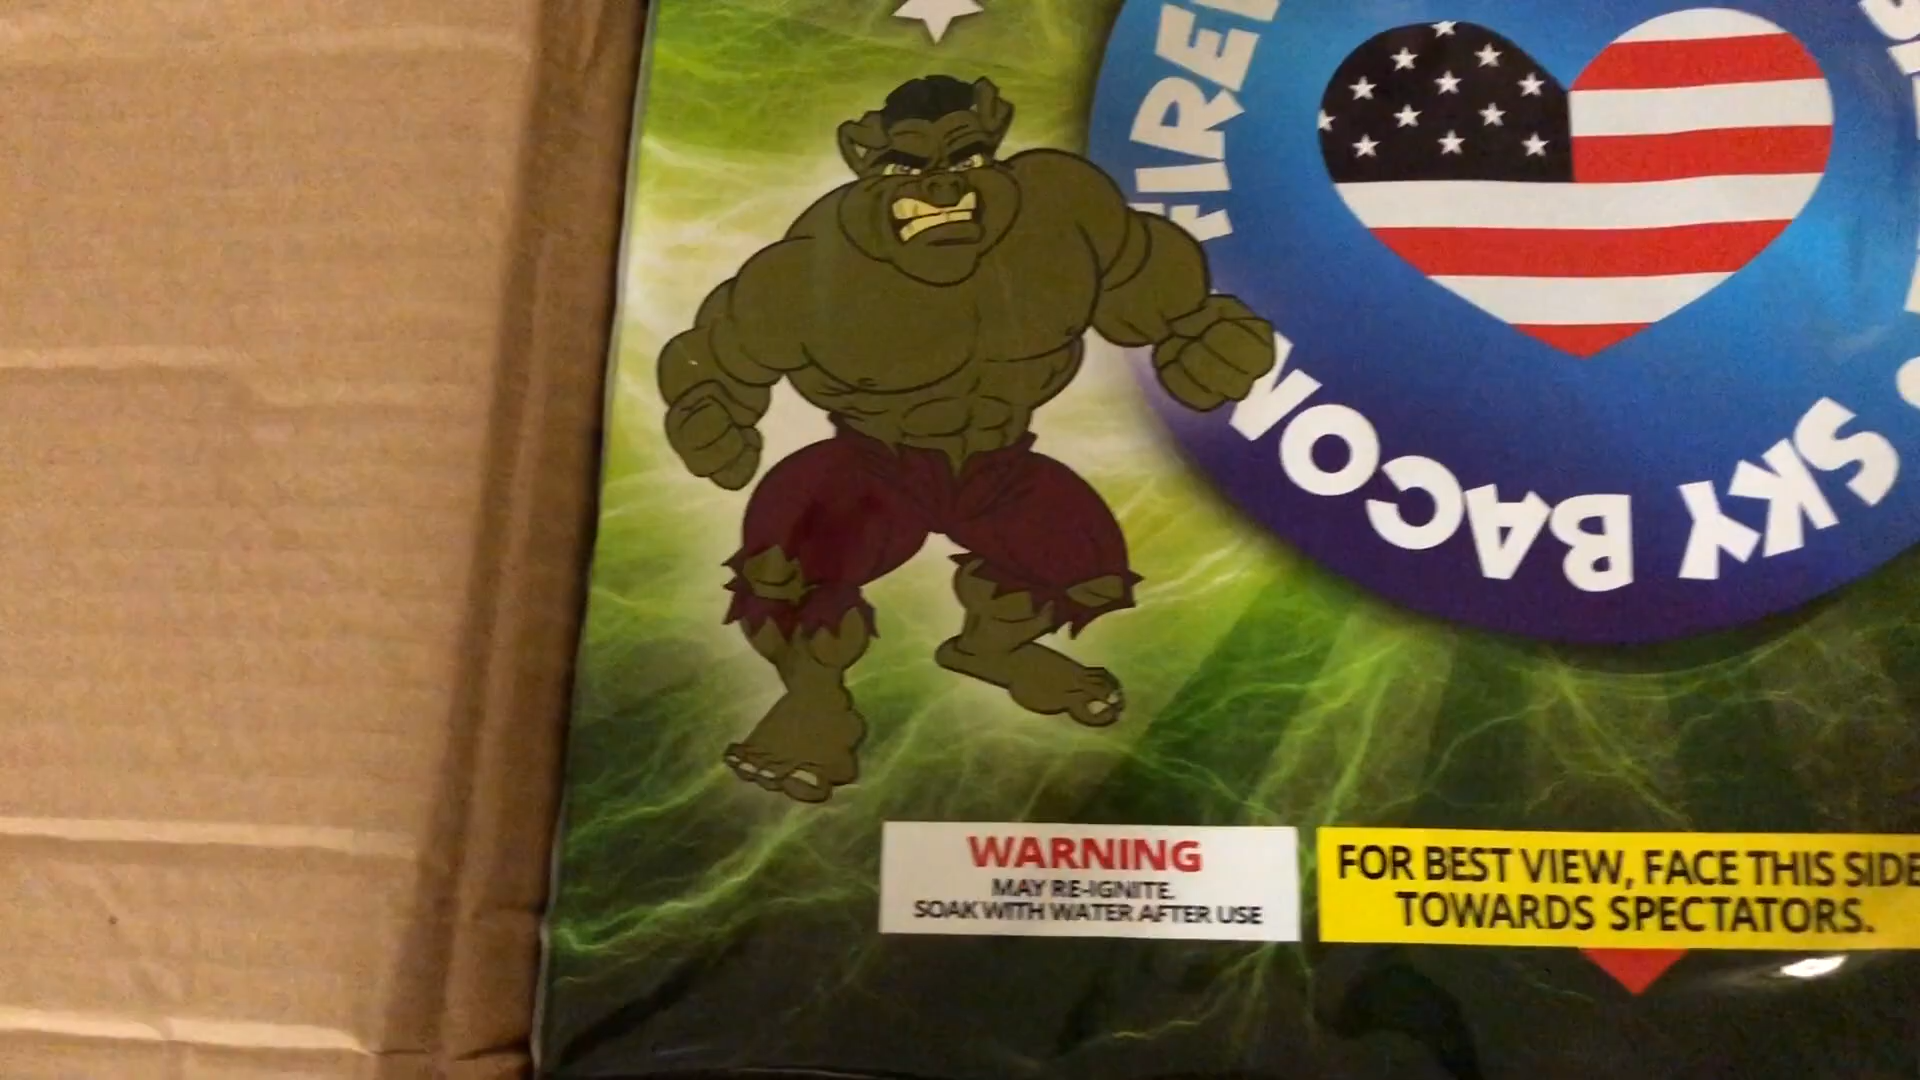 SKY BACON
WARNING
MAY RE-IGNITE.
SOAK WITH WATER AFTER USE
FOR BEST VIEW, FACE THIS SIDE
TOWARDS SPECTATORS.